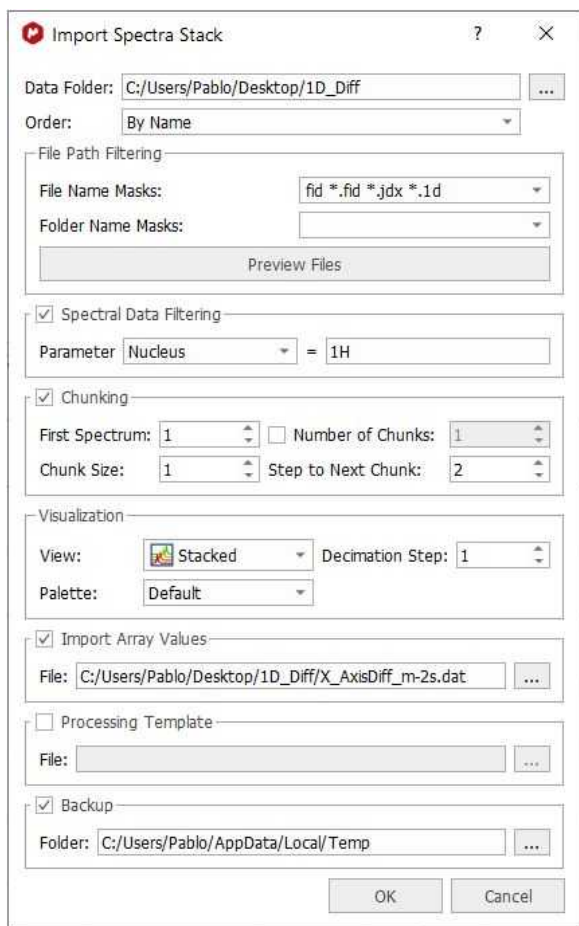 Import Spectra Stack ? ×
Data Folder: C:/Users/Pablo/Desktop/1D_Diff ...
Order: By Name
File Path Filtering
File Name Masks: fid *.fid *.jdx *.1d
Folder Name Masks:
Preview Files
Spectral Data Filtering
Parameter Nucleus = 1H
Chunking
First Spectrum: 1 Number of Chunks: 1
Chunk Size: 1 Step to Next Chunk: 2
Visualization
View: Stacked Decimation Step: 1
Palette: Default
Import Array Values
File: C:/Users/Pablo/Desktop/1D_Diff/X_AxisDiff_m-2s.dat ...
Processing Template
File: ...
Backup
Folder: C:/Users/Pablo/AppData/Local/Temp ...
OK Cancel